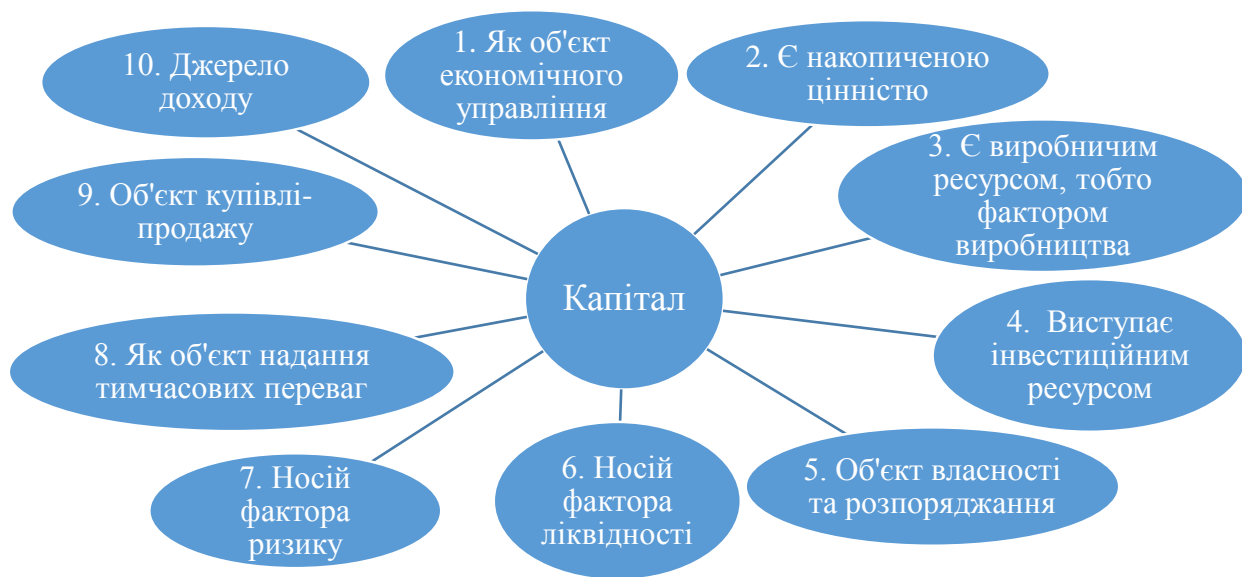 1. Як об'єкт
економічного
управління
2. Є накопиченою
цінністю
3. Є виробничим
ресурсом, тобто
фактором
виробництва
4. Виступає
інвестиційним
ресурсом
5. Об'єкт власності
та розпоряджання
6. Носій
фактора
ліквідності
7. Носій
фактора
ризику
8. Як об'єкт надання
тимчасових переваг
9. Об'єкт купівлі-
продажу
10. Джерело
доходу
Капітал